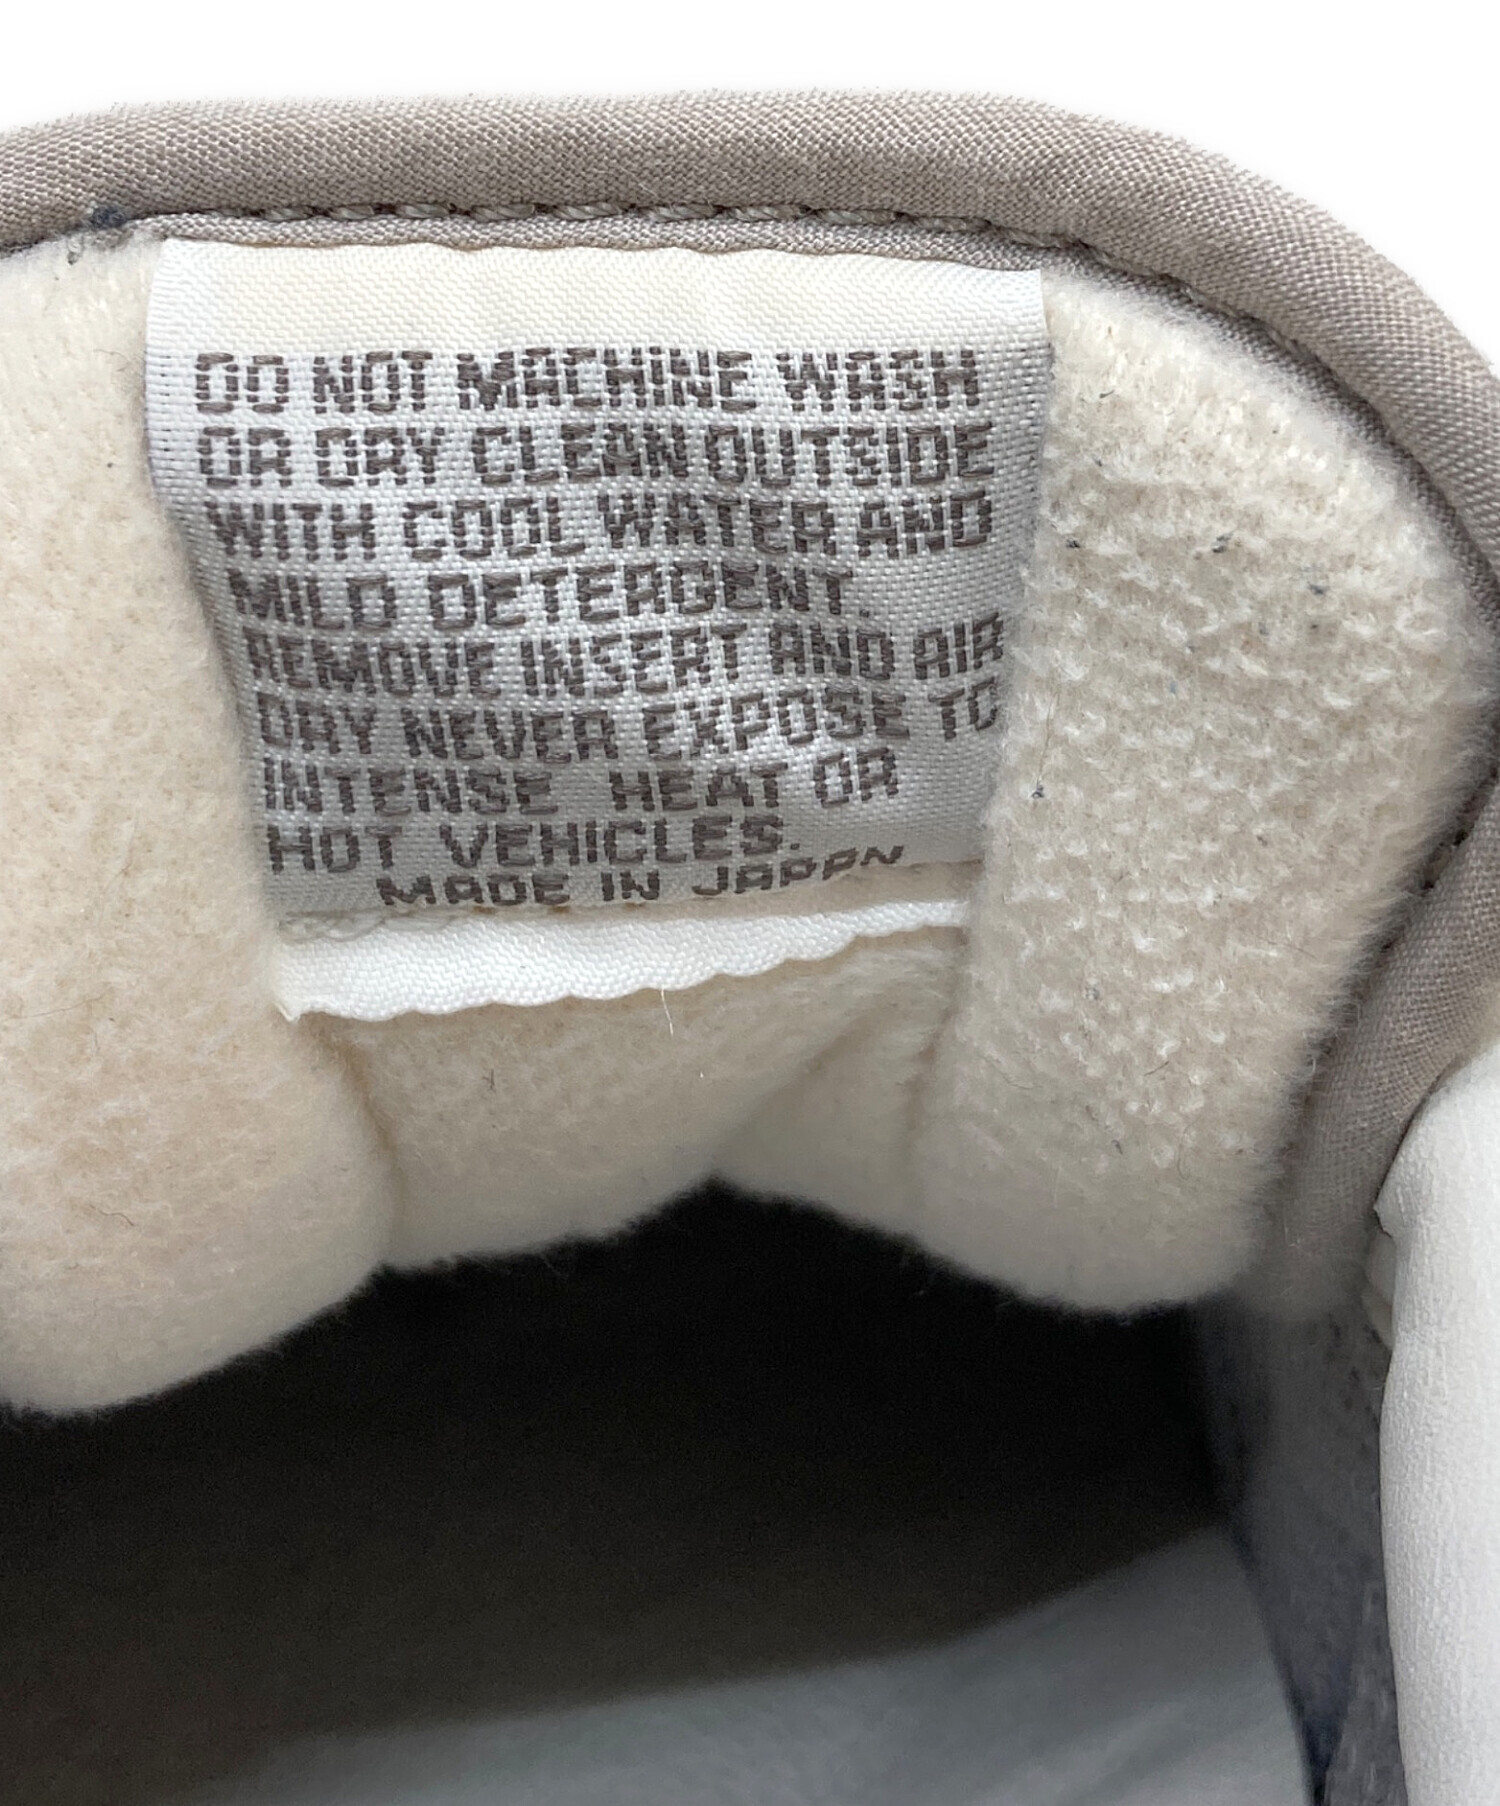 DO NOT MACHINE WASH
OR DRY CLEAN OUTSIDE
WITH COOL WATER AND
MILD DETERGENT.
REMOVE INSERT AND AIR
DRY NEVER EXPOSE TO
INTENSE HEAT OR
HOT VEHICLES.
MADE IN JAPAN